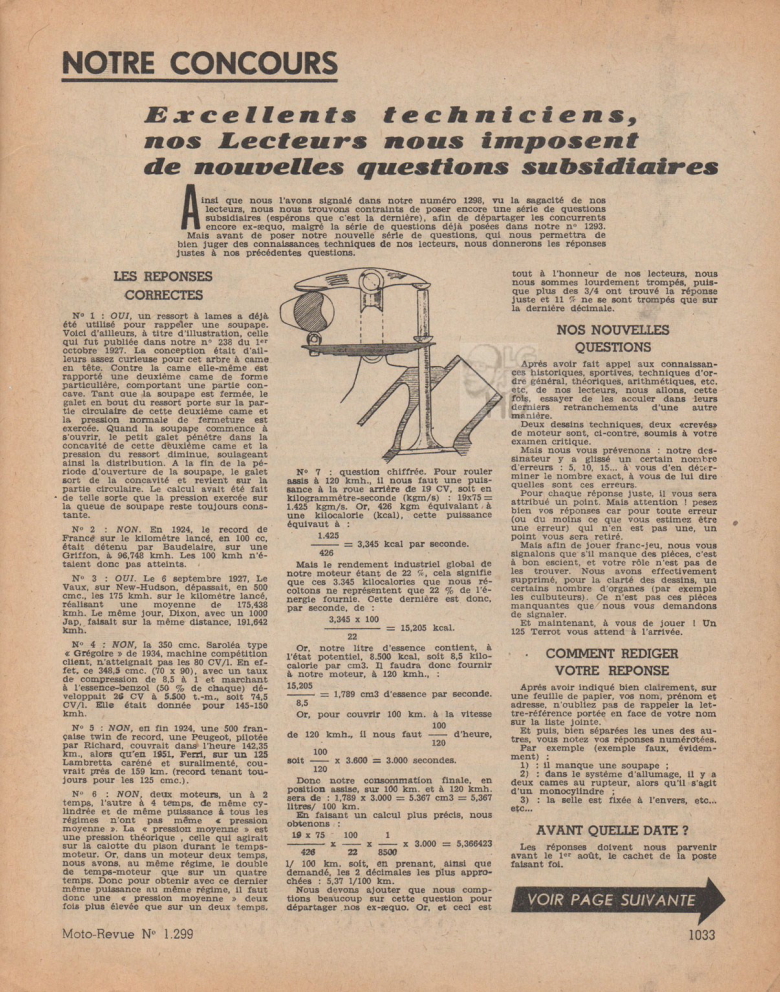 NOTRE CONCOURS
Excellents techniciens,
nos Lecteurs nous imposent
de nouvelles questions subsidiaires
Ainsi que nous l'avons signalé dans notre numéro 1298, vu la sagacité de nos
lecteurs, nous nous trouvons contraints de poser encore une série de questions
subsidiaires (espérons que c'est la dernière), afin de départager les concurrents
encore ex-æquo, malgré la série de questions déjà posées dans notre n° 1293.
Mais avant de poser notre nouvelle série de questions, qui nous permettra de
bien juger des connaissances techniques de nos lecteurs, nous donnerons les réponses
justes à nos précédentes questions.
LES REPONSES
CORRECTES
N° 1 : OUI, un ressort à lames a déjà
été utilisé pour rappeler une soupape.
Voici d'ailleurs, à titre d'illustration, celle
qui fut publiée dans notre n° 238 du 1er
octobre 1927. La conception était d'ail-
leurs assez curieuse pour cet arbre à came
en tête. Contre la came elle-même est
rapporté une deuxième came de forme
particulière, comportant une partie con-
cave. Tant que la soupape est fermée, le
galet en bout du ressort porte sur la par-
tie circulaire de cette deuxième came et
la pression normale de fermeture est
exercée. Quand la soupape commence à
s'ouvrir, le petit galet pénètre dans la
concavité de cette deuxième came et la
pression du ressort diminue, soulageant
ainsi la distribution. A la fin de la pé-
riode d'ouverture de la soupape, le galet
sort de la concavité et revient sur la
partie circulaire. Le calcul avait été fait
de telle sorte que la pression exercée sur
la queue de soupape reste toujours cons-
tante.
N° 2 : NON. En 1924, le record de
France sur le kilomètre lancé, en 100 cc,
était détenu par Baudelaire, sur une
Griffon, à 96,748 kmh. Les 100 kmh n'é-
taient donc pas atteints.
N° 3 : OUI. Le 6 septembre 1927, Le
Vaux, sur New-Hudson, dépassait, en 500
cmc, les 175 kmh. sur le kilomètre lancé,
réalisant une moyenne de 175,438
kmh. Le même jour, Dixon, avec un 1000
Jap, faisait sur la même distance, 191,642
kmh.
N° 4 : NON, la 350 cmc. Saroléa type
« Grégoire » de 1934, machine compétition
client, n'atteignait pas les 80 CV/l. En ef-
fet, ce 348,5 cmc. (70 x 90), avec un taux
de compression de 8,5 à 1 et marchant
à l'essence-benzol (50 % de chaque) dé-
veloppait 26 CV à 5.500 t.-m., soit 74,5
CV/l. Elle était donnée pour 145-150
kmh.
N° 5 : NON, en fin 1924, une 500 fran-
çaise twin de record, une Peugeot, pilotée
par Richard, couvrait dans l'heure 142,35
km., alors qu'en 1951, Ferri, sur un 125
Lambretta caréné et suralimenté, cou-
vrait près de 159 km. (record tenant tou-
jours pour les 125 cmc.).
N° 6 : NON, deux moteurs, un à 2
temps, l'autre à 4 temps, de même cy-
lindrée et de même puissance à tous les
régimes n'ont pas même « pression
moyenne ». La « pression moyenne » est
une pression théorique , celle qui agirait
sur la calotte du pison durant le temps-
moteur. Or, dans un moteur deux temps,
nous avons, au même régime, le double
de temps-moteur que sur un quatre
temps. Donc pour obtenir avec ce dernier
même puissance au même régime, il faut
donc une « pression moyenne » deux
fois plus élevée que sur un deux temps.
N° 7 : question chiffrée. Pour rouler
assis à 120 kmh., il nous faut une puis-
sance à la roue arrière de 19 CV, soit en
kilogrammètre-seconde (kgm/s) : 19x75 =
1.425 kgm/s. Or, 426 kgm équivalant à
une kilocalorie (kcal), cette puissance
équivaut à :
1.425
= 3,345 kcal par seconde.
426
Mais le rendement industriel global de
notre moteur étant de 22 %, cela signifie
que ces 3.345 kilocalories que nous ré-
coltons ne représentent que 22 % de l'é-
nergie fournie. Cette dernière est donc,
par seconde, de :
3,345 x 100
= 15,205 kcal.
22
Or, notre litre d'essence contient, à
l'état potentiel, 8.500 kcal, soit 8,5 kilo-
calorie par cm3. Il faudra donc fournir
à notre moteur, à 120 kmh., :
15,205
= 1,789 cm3 d'essence par seconde.
8,5
Or, pour couvrir 100 km. à la vitesse
100
de 120 kmh., il nous faut d'heure,
120
100
soit x 3.600 = 3.000 secondes.
120
Donc notre consommation finale, en
position assise, sur 100 km. et à 120 kmh.
sera de : 1,789 x 3.000 = 5.367 cm3 = 5,367
litres/ 100 km.
En faisant un calcul plus précis, nous
obtenons :
19 x 75 100 1
x x x 3.000 = 5,366423
426 22 8500
l/ 100 km. soit, en prenant, ainsi que
demandé, les 2 décimales les plus appro-
chées : 5,37 l/100 km.
Nous devons ajouter que nous comp-
tions beaucoup sur cette question pour
départager nos ex-æquo. Or, et ceci est
tout à l'honneur de nos lecteurs, nous
nous sommes lourdement trompés, puis-
que plus des 3/4 ont trouvé la réponse
juste et 11 % ne se sont trompés que sur
la dernière décimale.
NOS NOUVELLES
QUESTIONS
Après avoir fait appel aux connaissan-
ces historiques, sportives, techniques d'or-
dre général, théoriques, arithmétiques, etc.
etc. de nos lecteurs, nous allons, cette
fois, essayer de les acculer dans leurs
derniers retranchements d'une autre
manière.
Deux dessins techniques, deux «crevés»
de moteur sont, ci-contre, soumis à votre
examen critique.
Mais nous vous prévenons : notre des-
sinateur y a glissé un certain nombre
d'erreurs : 5, 10, 15... à vous d'en déter-
miner le nombre exact, à vous de lui dire
quelles sont ces erreurs.
Pour chaque réponse juste, il vous sera
attribué un point. Mais attention ! pesez
bien vos réponses car pour toute erreur
(ou du moins ce que vous estimez être
une erreur) qui n'en est pas une, un
point vous sera retiré.
Mais afin de jouer franc-jeu, nous vous
signalons que s'il manque des pièces, c'est
à bon escient, et votre rôle n'est pas de
les trouver. Nous avons effectivement
supprimé, pour la clarté des dessins, un
certains nombre d'organes (par exemple
les culbuteurs). Ce n'est pas ces pièces
manquantes que nous vous demandons
de signaler.
Et maintenant, à vous de jouer ! Un
125 Terrot vous attend à l'arrivée.
COMMENT REDIGER
VOTRE REPONSE
Après avoir indiqué bien clairement, sur
une feuille de papier, vos nom, prénom et
adresse, n'oubliez pas de rappeler la let-
tre-référence portée en face de votre nom
sur la liste jointe.
Et puis, bien séparées les unes des au-
tres, vous notez vos réponses numérotées.
Par exemple (exemple faux, évidem-
ment) :
1) : il manque une soupape ;
2) : dans le système d'allumage, il y a
deux cames au rupteur, alors qu'il s'agit
d'un monocylindre ;
3) : la selle est fixée à l'envers, etc...
etc...
AVANT QUELLE DATE ?
Les réponses doivent nous parvenir
avant le 1er août, le cachet de la poste
faisant foi.
VOIR PAGE SUIVANTE
Moto-Revue N° 1.299
1033